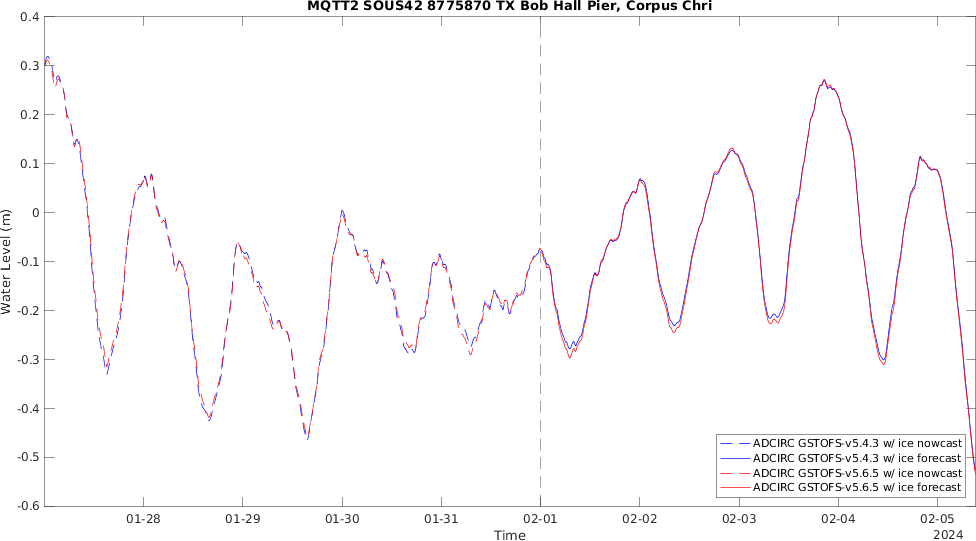 MQTT2 SOUS42 8775870 TX Bob Hall Pier, Corpus Chri
0.4
0.3
0.2
0.1
0
-0.1
-0.2
-0.3
-0.4
-0.5
-0.6
Water Level (m)
ADCIRC GSTOFS-v5.4.3 w/ ice nowcast
ADCIRC GSTOFS-v5.4.3 w/ ice forecast
ADCIRC GSTOFS-v5.6.5 w/ ice nowcast
ADCIRC GSTOFS-v5.6.5 w/ ice forecast
01-28 01-29 01-30 01-31 02-01 02-02 02-03 02-04 02-05
Time
2024